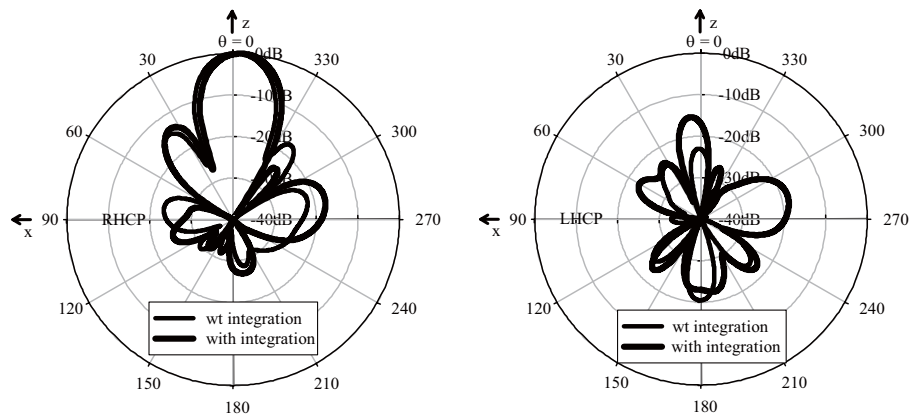 z
θ = 0
0dB
30
330
-10dB
60
300
-20dB
-30dB
90
RHCP
-40dB
270
x
120
240
wt integration
with integration
150
210
180
z
θ = 0
0dB
30
330
-10dB
60
300
-20dB
-30dB
90
LHCP
-40dB
270
x
120
240
wt integration
with integration
150
210
180